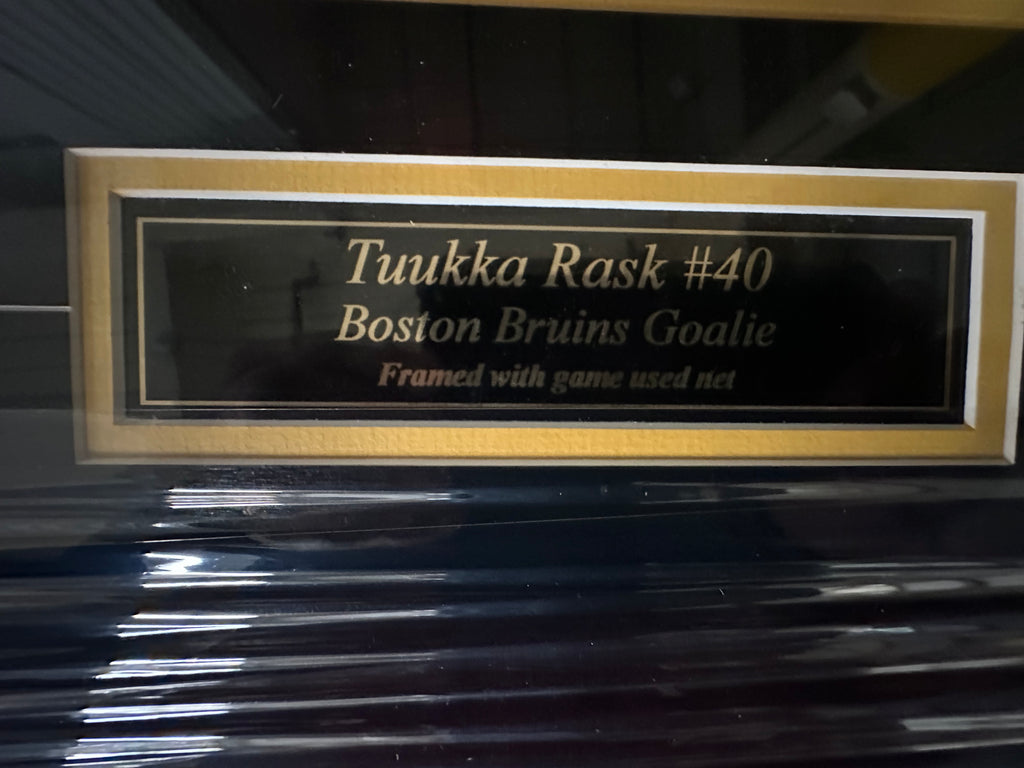 Tuukka Rask #40
Boston Bruins Goalie
Framed with game used net